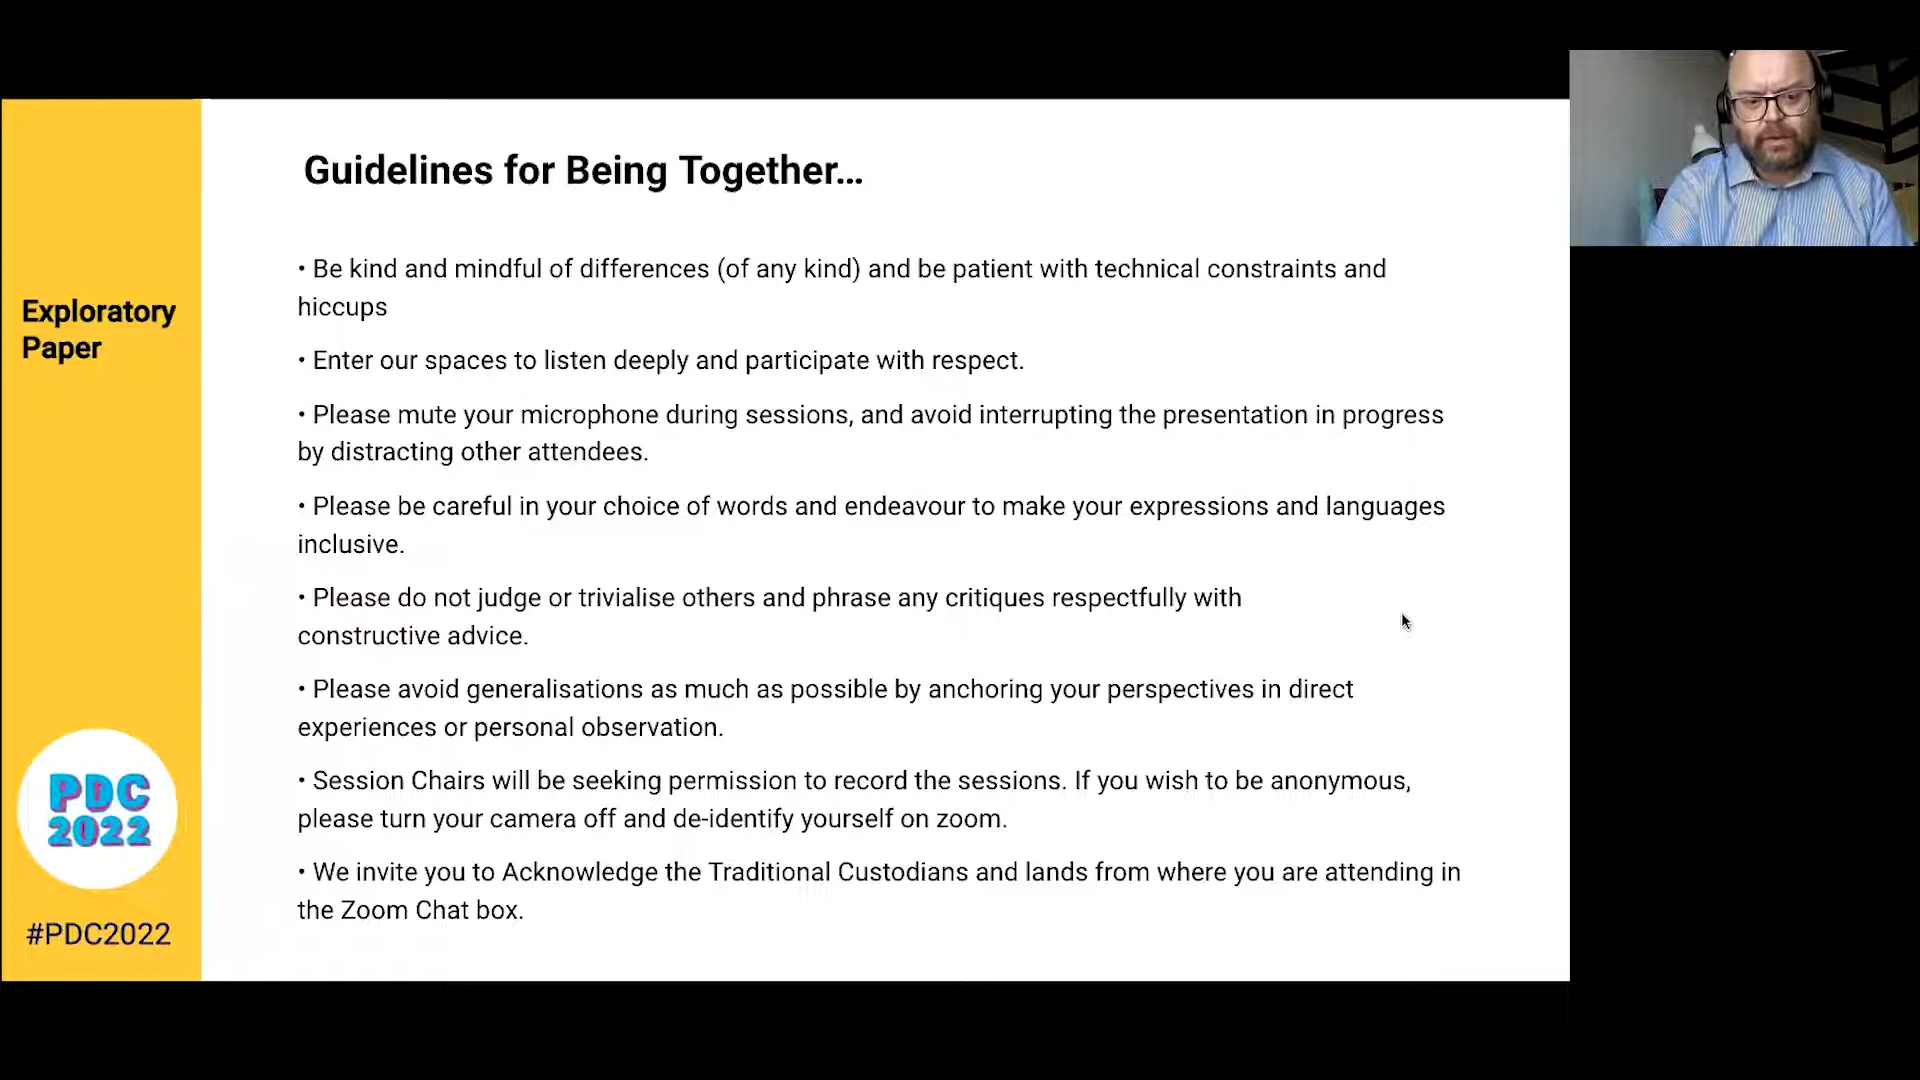 Guidelines for Being Together...
Exploratory
Paper
• Be kind and mindful of differences (of any kind) and be patient with technical constraints and
hiccups
• Enter our spaces to listen deeply and participate with respect.
• Please mute your microphone during sessions, and avoid interrupting the presentation in progress
by distracting other attendees.
• Please be careful in your choice of words and endeavour to make your expressions and languages
inclusive.
• Please do not judge or trivialise others and phrase any critiques respectfully with
constructive advice.
• Please avoid generalisations as much as possible by anchoring your perspectives in direct
experiences or personal observation.
• Session Chairs will be seeking permission to record the sessions. If you wish to be anonymous,
please turn your camera off and de-identify yourself on zoom.
• We invite you to Acknowledge the Traditional Custodians and lands from where you are attending in
the Zoom Chat box.
PDC
2022
#PDC2022